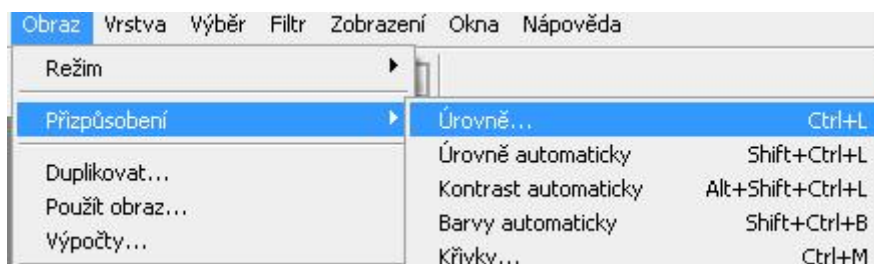 Obraz Vrstva Výběr Filtr Zobrazení Okna Nápověda
Režim
Přizpůsobení
Duplikovat...
Použít obraz...
Výpočty...
Úrovně... Ctrl+L
Úrovně automaticky Shift+Ctrl+L
Kontrast automaticky Alt+Shift+Ctrl+L
Barvy automaticky Shift+Ctrl+B
Křivky... Ctrl+M